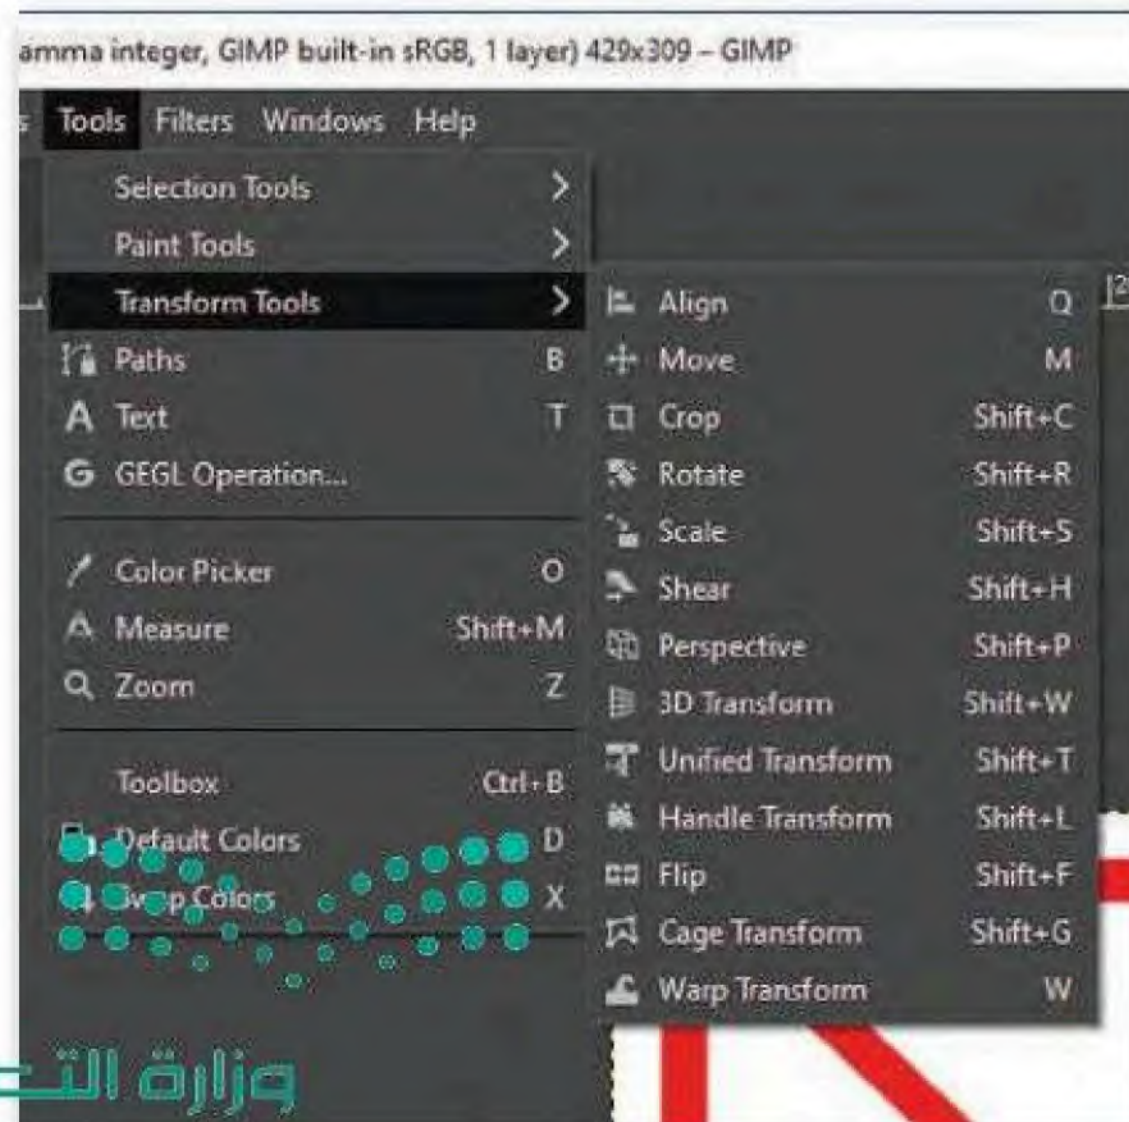 amma integer, GIMP built-in sRGB, 1 layer) 429x309 – GIMP
s Tools Filters Windows Help
Selection Tools
Paint Tools
Transform Tools
Paths B
Text T
GEGL Operation...
Color Picker O
Measure Shift+M
Zoom Z
Toolbox Ctrl+B
Default Colors D
Swap Colors X
Align Q
Move M
Crop Shift+C
Rotate Shift+R
Scale Shift+S
Shear Shift+H
Perspective Shift+P
3D Transform Shift+W
Unified Transform Shift+T
Handle Transform Shift+L
Flip Shift+F
Cage Transform Shift+G
Warp Transform W
وزارة التـ